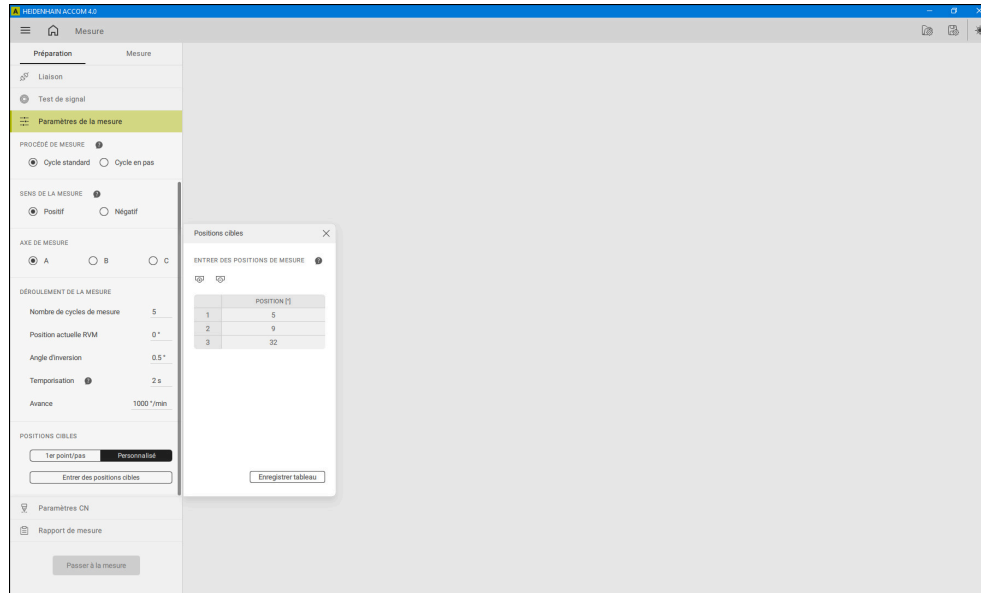 HEIDENHAIN ACCOM 4.0
Mesure
Préparation Mesure
Liaison
Test de signal
Paramètres de la mesure
PROCÉDÉ DE MESURE
Cycle standard Cycle en pas
SENS DE LA MESURE
Positif Négatif
AXE DE MESURE
A B C
DÉROULEMENT DE LA MESURE
Nombre de cycles de mesure 5
Position actuelle RVM 0 °
Angle d'inversion 0.5 °
Temporisation 2 s
Avance 1000 °/min
POSITIONS CIBLES
1er point/pas Personnalisé
Entrer des positions cibles
Paramètres CN
Rapport de mesure
Passer à la mesure
Positions cibles
ENTRER DES POSITIONS DE MESURE
POSITION [°]
1 5
2 9
3 32
Enregistrer tableau